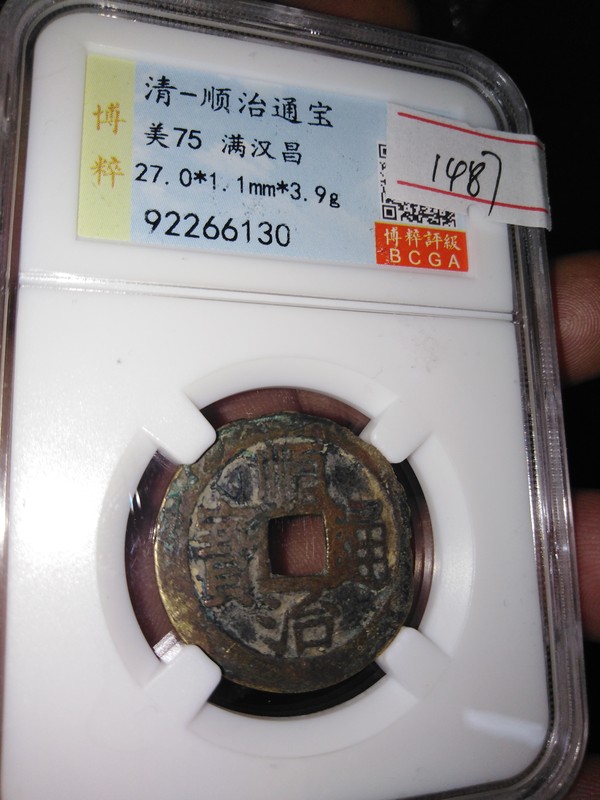 博粹
清-顺治通宝
美75 满汉昌
27.0*1.1mm*3.9g
92266130
1487
博粹評級
BCGA
順治通寶